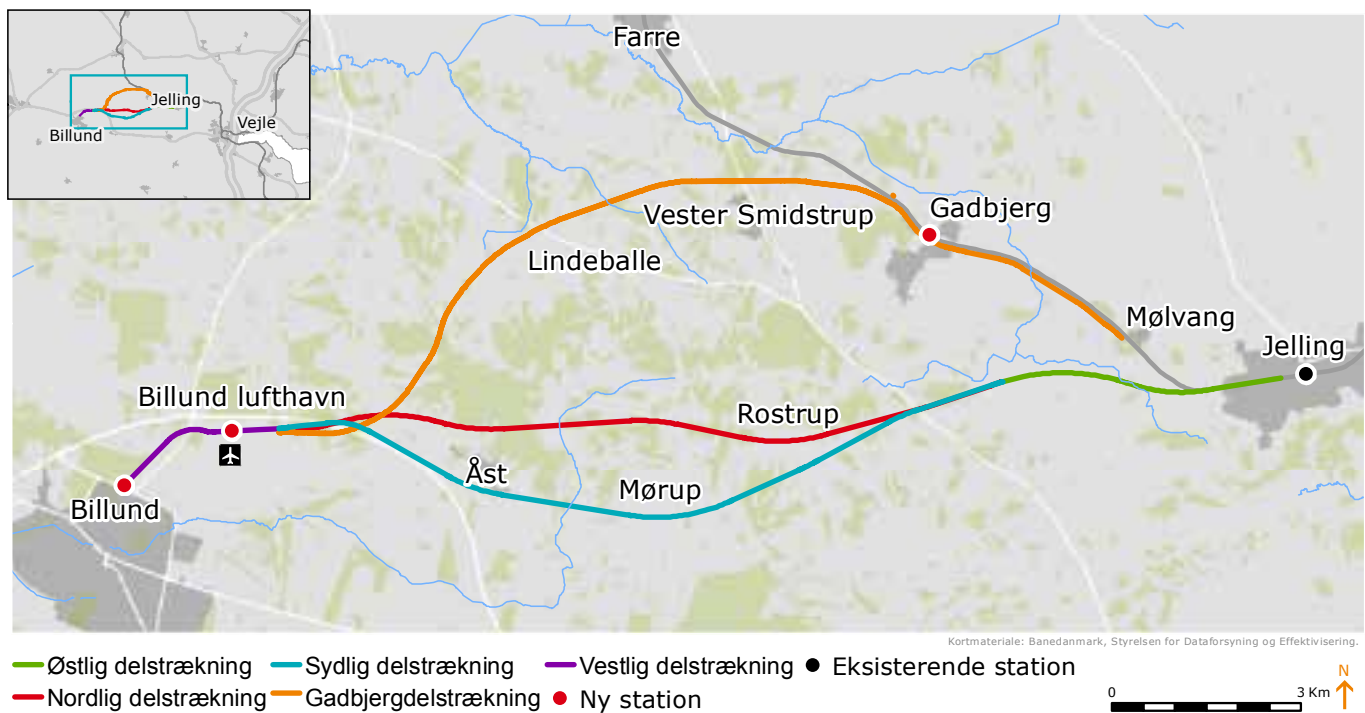 Farre
Jelling
Vejle
Billund
Vester Smidstrup
Gadbjerg
Lindeballe
Mølvang
Jelling
Billund lufthavn
Rostrup
Åst
Mørup
Billund
Kortmateriale: Banedanmark, Styrelsen for Dataforsyning og Effektivisering.
Østlig delstrækning Sydlig delstrækning Vestlig delstrækning Eksisterende station
Nordlig delstrækning Gadbjergdelstrækning Ny station
0 3 Km N